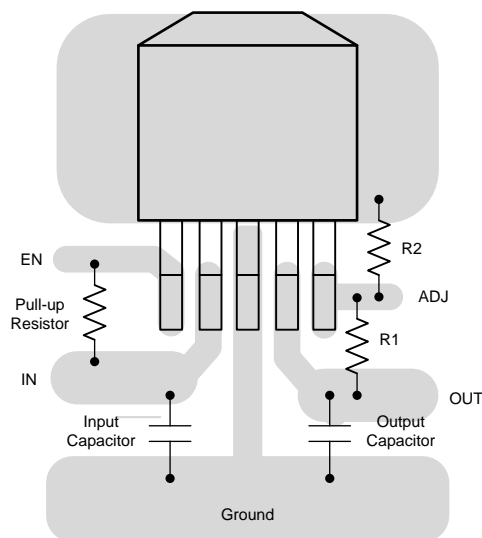 R2
EN
ADJ
Pull-up
Resistor
R1
IN
OUT
Input
Capacitor
Output
Capacitor
Ground